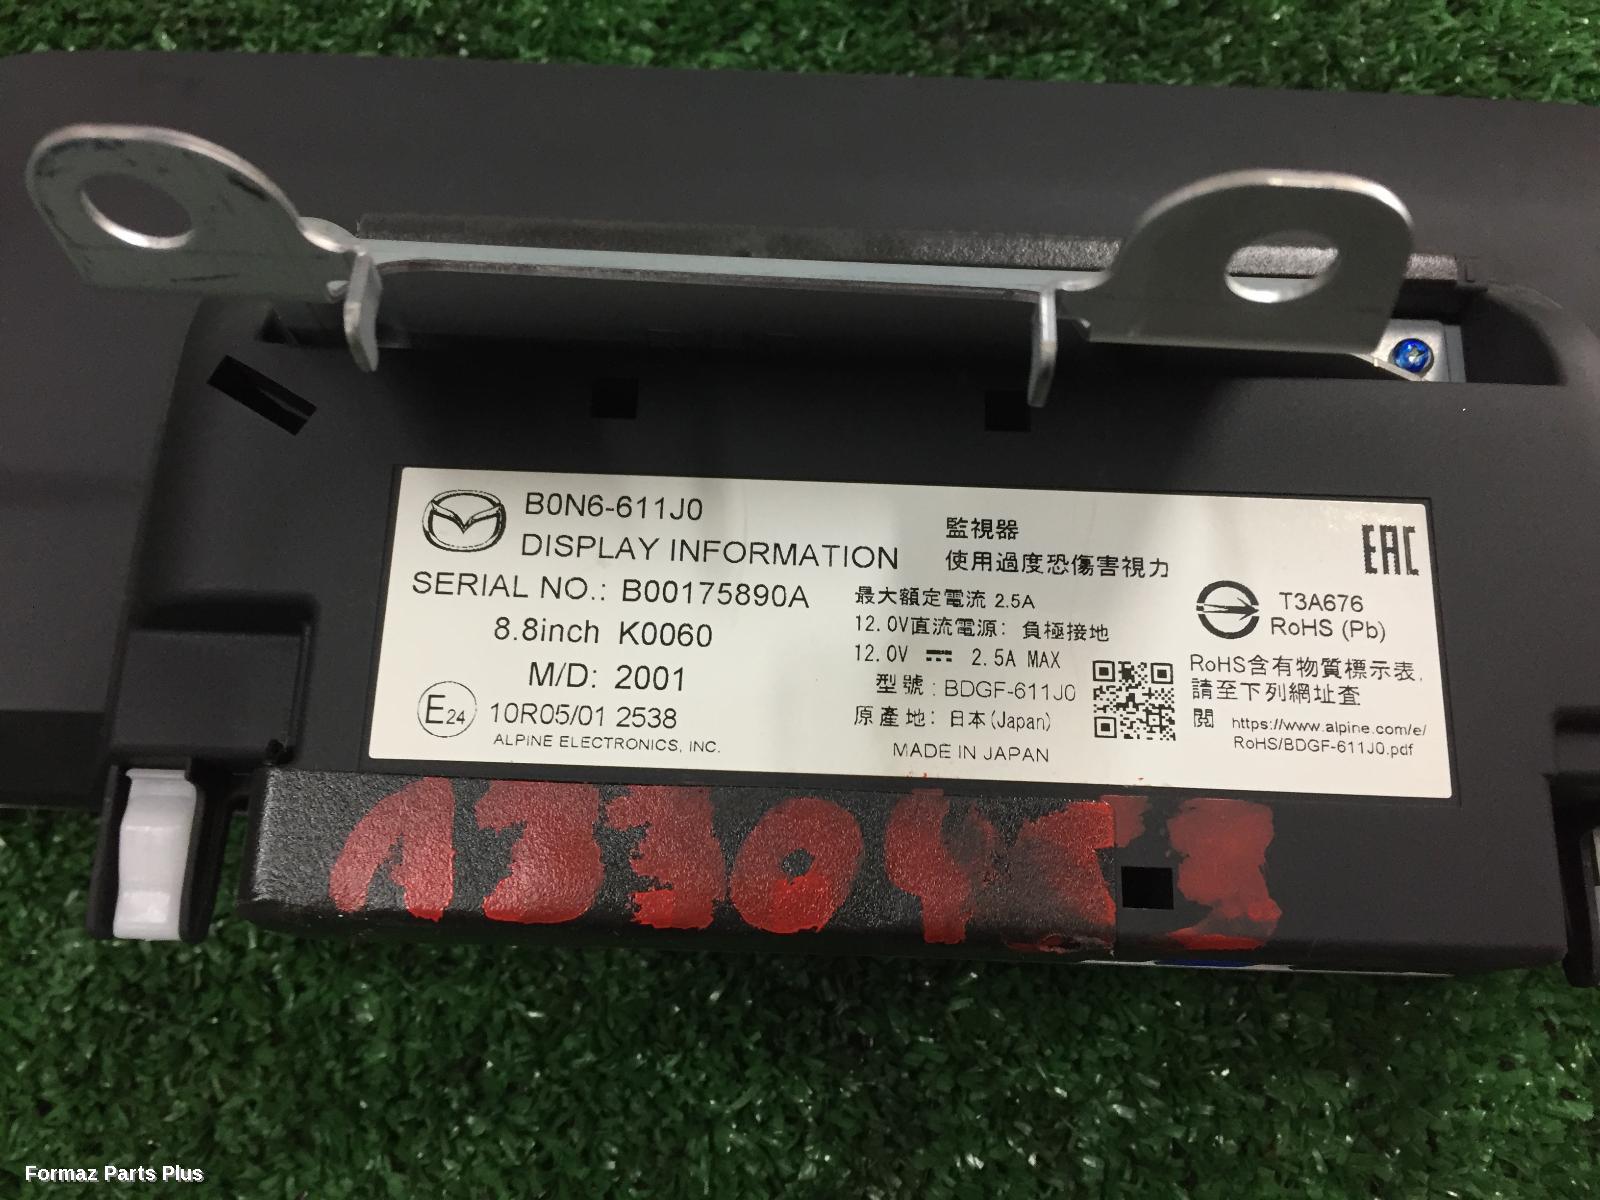 B0N6-611J0
DISPLAY INFORMATION
SERIAL NO.: B00175890A
8.8inch K0060
M/D: 2001
E24 10R05/01 2538
ALPINE ELECTRONICS, INC.
監視器
使用過度恐傷害視力
最大額定電流 2.5A
12.0V直流電源: 負極接地
12.0V 2.5A MAX
型號: BDGF-611J0
原產地: 日本(Japan)
MADE IN JAPAN
EAC
T3A676
RoHS (Pb)
RoHS含有物質標示表,
請至下列網址查
閱 https://www.alpine.com/e/
RoHS/BDGF-611J0.pdf
Formaz Parts Plus